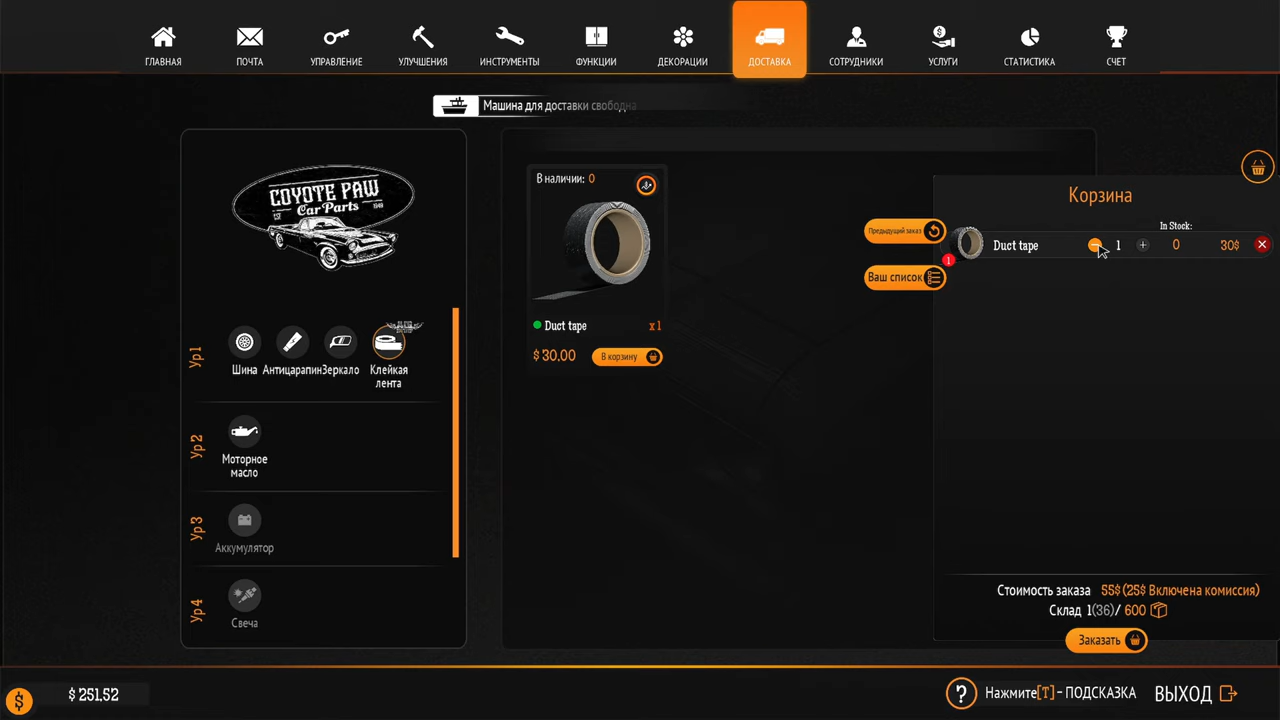 ГЛАВНАЯ
ПОЧТА
УПРАВЛЕНИЕ
УЛУЧШЕНИЯ
ИНСТРУМЕНТЫ
ФУНКЦИИ
ДЕКОРАЦИИ
ДОСТАВКА
СОТРУДНИКИ
УСЛУГИ
СТАТИСТИКА
СЧЕТ
Машина для доставки свободна
COYOTE PAW
Car Parts
Ур1
Шина
Антицарапин
Зеркало
Клейкая
лента
Ур2
Моторное
масло
Ур3
Аккумулятор
Ур4
Свеча
В наличии: 0
Duct tape x1
$30.00 В корзину
Предыдущий заказ
Ваш список
Корзина
In Stock:
1
Duct tape 1 + 0 30$
Стоимость заказа 55$(25$ Включена комиссия)
Склад 1(36)/ 600
Заказать
$ $ 251,52
? Нажмите[T]- ПОДСКАЗКА ВЫХОД